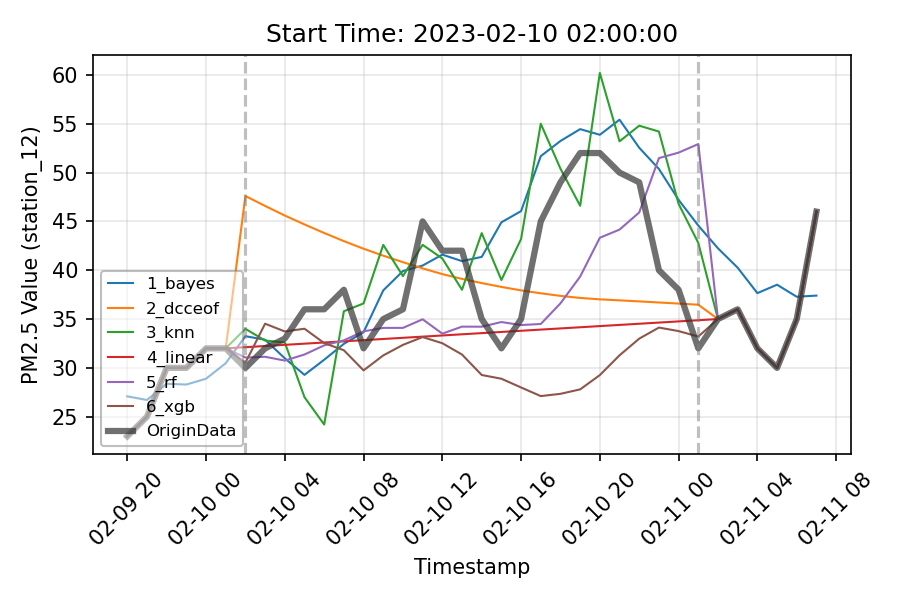 Start Time: 2023-02-10 02:00:00
PM2.5 Value (station_12)
60
55
50
45
40
35
30
25
1_bayes
2_dcceof
3_knn
4_linear
5_rf
6_xgb
OriginData
02-09 20
02-10 00
02-10 04
02-10 08
02-10 12
02-10 16
02-10 20
02-11 00
02-11 04
02-11 08
Timestamp